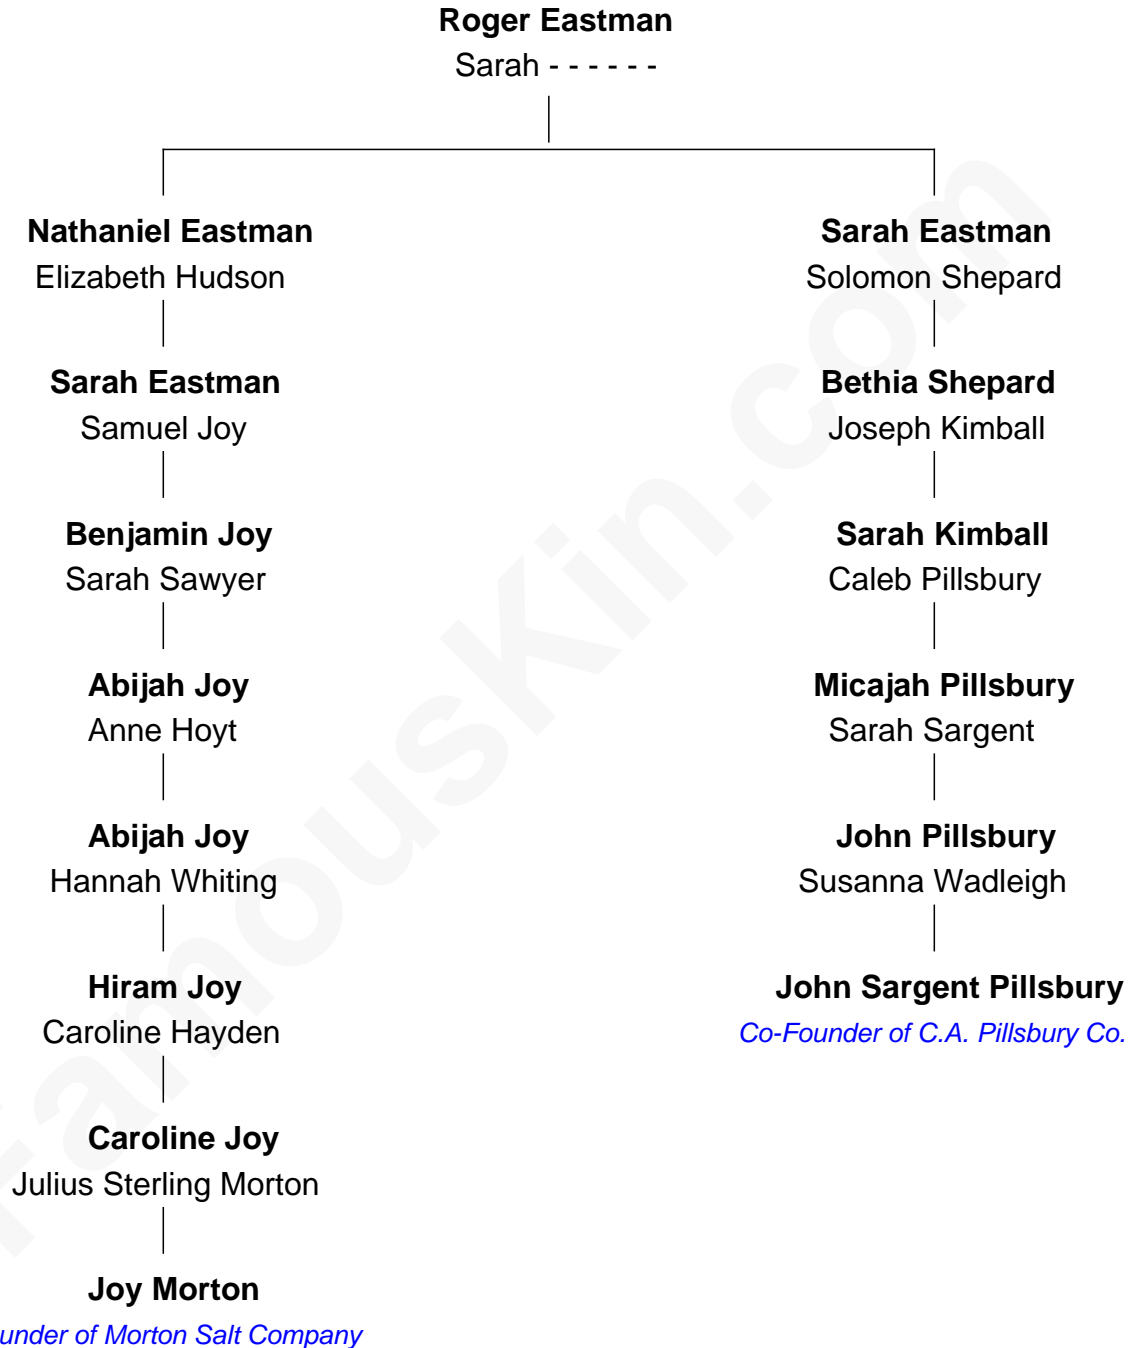 Roger Eastman
Sarah - - - - - -
Nathaniel Eastman
Elizabeth Hudson
Sarah Eastman
Solomon Shepard
Sarah Eastman
Samuel Joy
Bethia Shepard
Joseph Kimball
Benjamin Joy
Sarah Sawyer
Sarah Kimball
Caleb Pillsbury
Abijah Joy
Anne Hoyt
Micajah Pillsbury
Sarah Sargent
Abijah Joy
Hannah Whiting
John Pillsbury
Susanna Wadleigh
Hiram Joy
Caroline Hayden
John Sargent Pillsbury
Co-Founder of C.A. Pillsbury Co.
Caroline Joy
Julius Sterling Morton
Joy Morton
under of Morton Salt Company
FamousKin.com